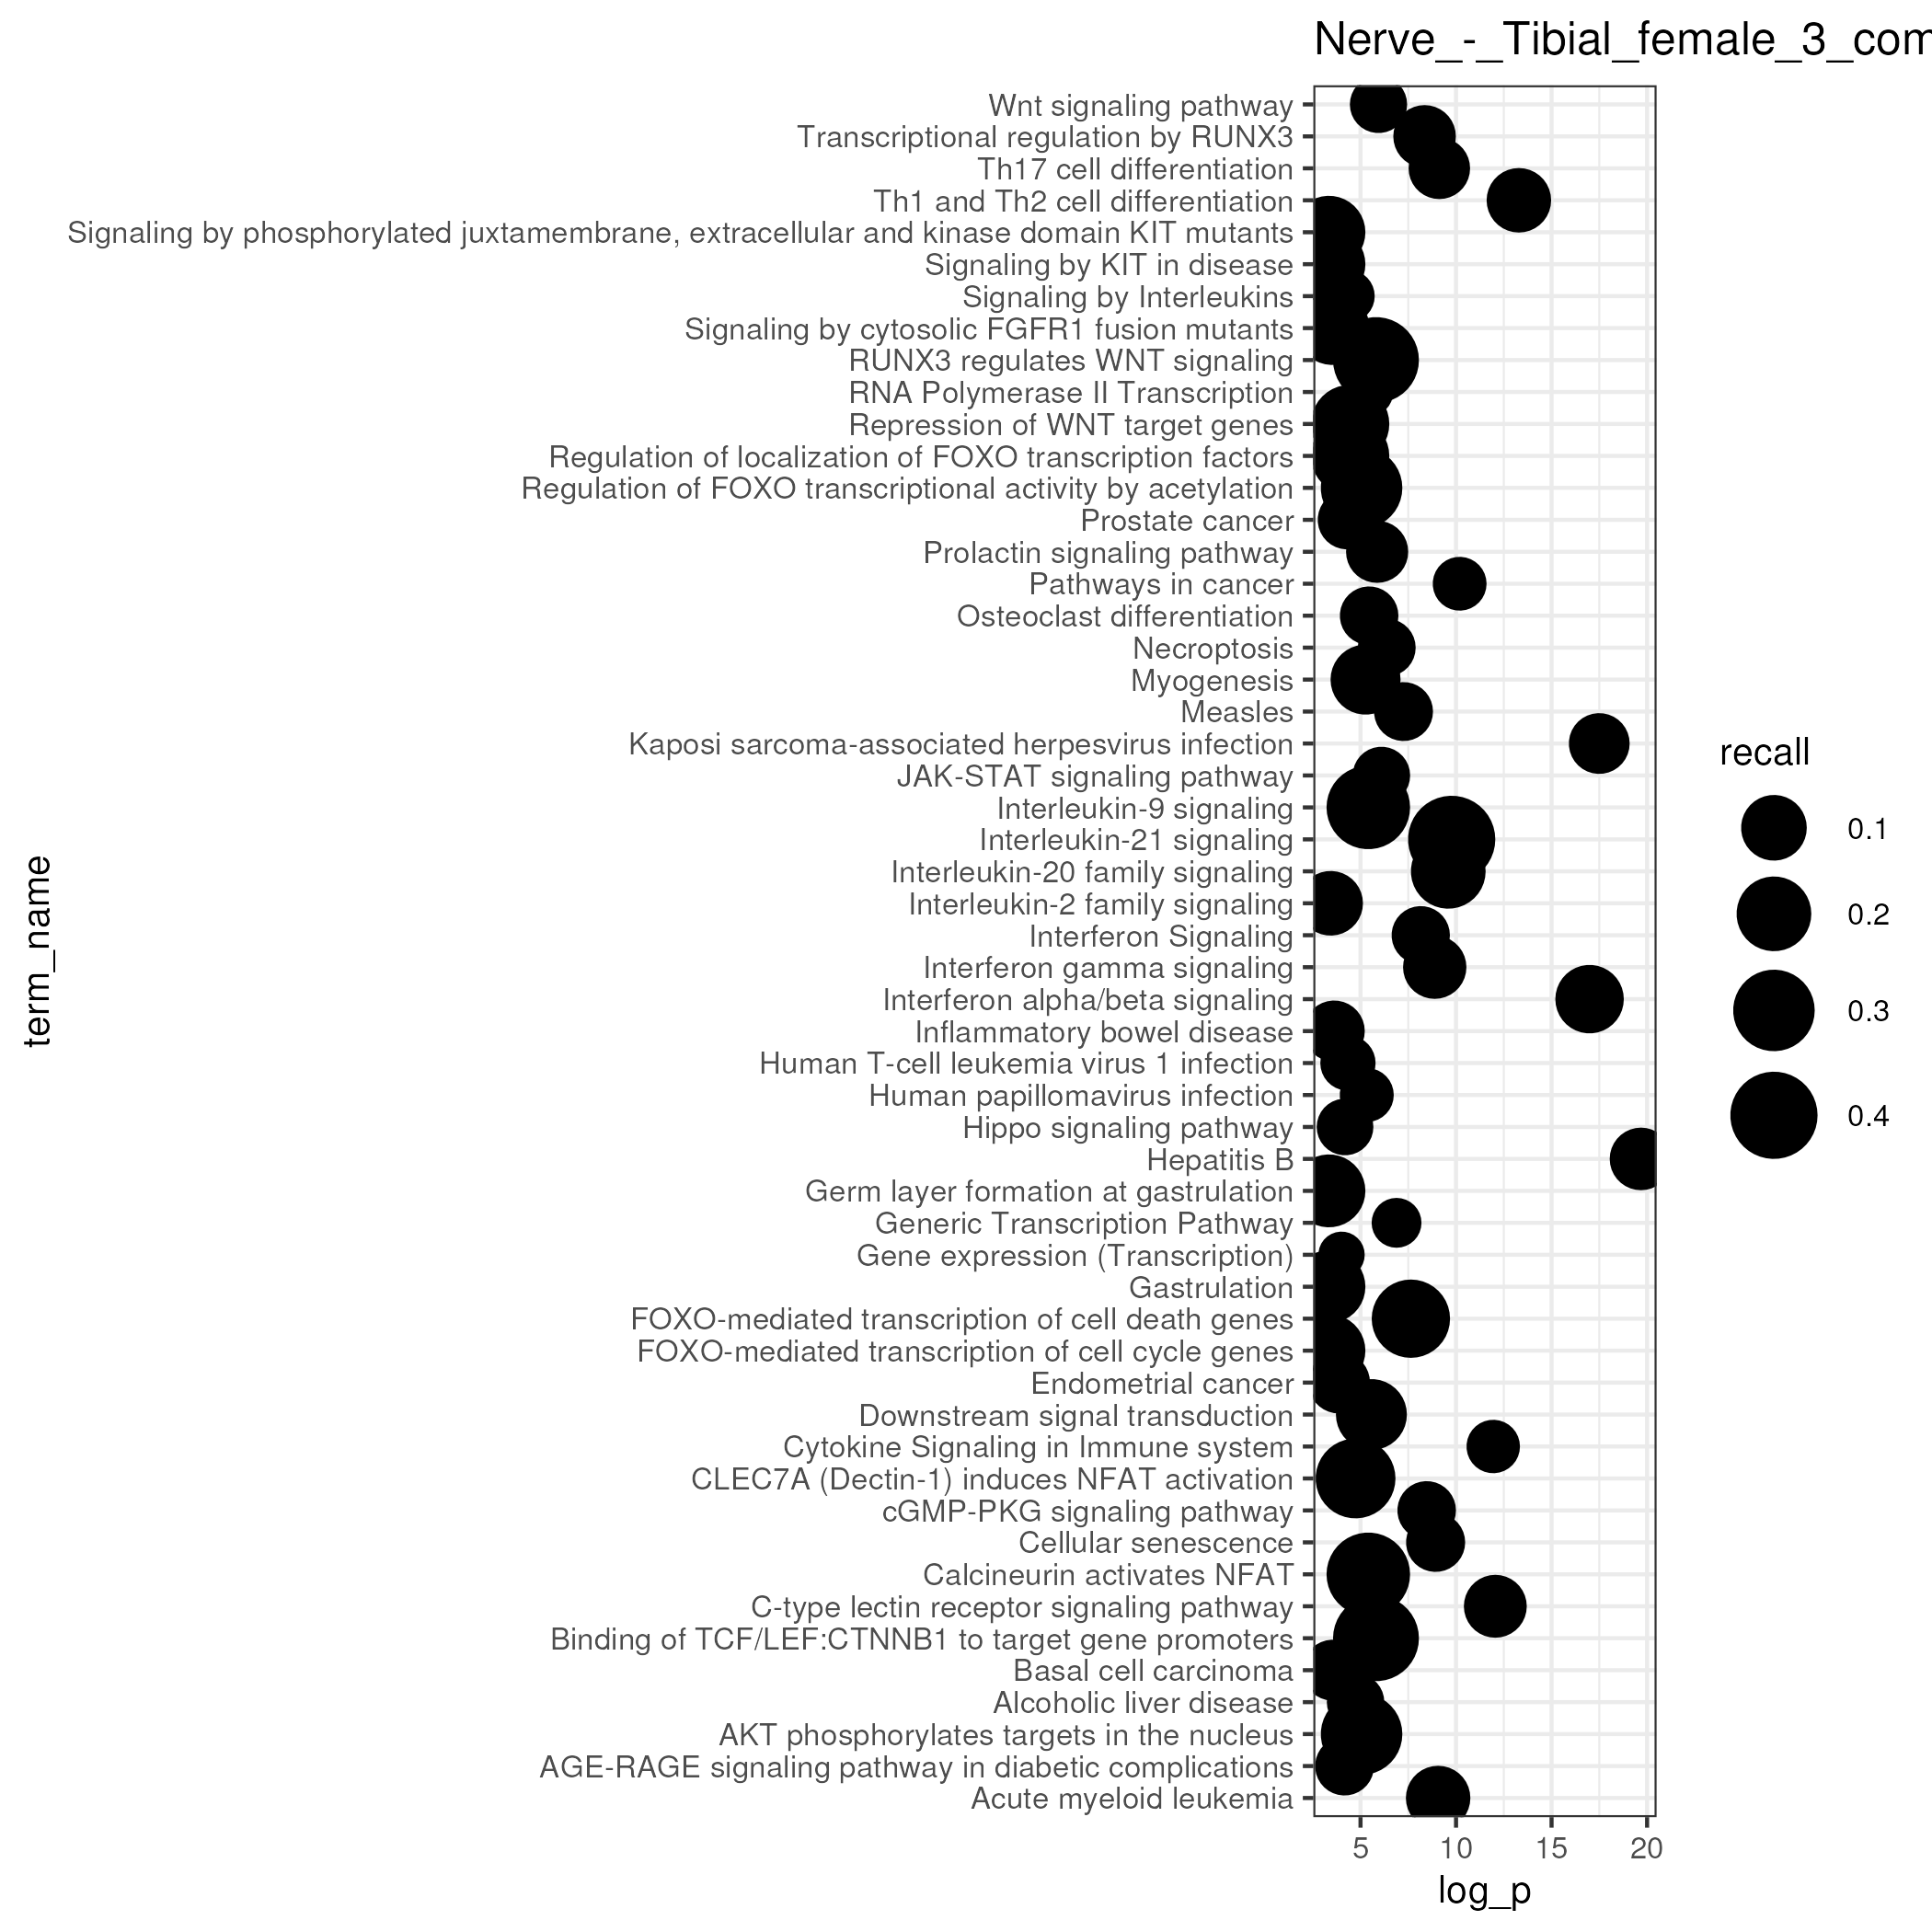 Nerve_-_Tibial_female_3_com
Wnt signaling pathway
Transcriptional regulation by RUNX3
Th17 cell differentiation
Th1 and Th2 cell differentiation
Signaling by phosphorylated juxtamembrane, extracellular and kinase domain KIT mutants
Signaling by KIT in disease
Signaling by Interleukins
Signaling by cytosolic FGFR1 fusion mutants
RUNX3 regulates WNT signaling
RNA Polymerase II Transcription
Repression of WNT target genes
Regulation of localization of FOXO transcription factors
Regulation of FOXO transcriptional activity by acetylation
Prostate cancer
Prolactin signaling pathway
Pathways in cancer
Osteoclast differentiation
Necroptosis
Myogenesis
Measles
Kaposi sarcoma-associated herpesvirus infection
JAK-STAT signaling pathway
Interleukin-9 signaling
Interleukin-21 signaling
Interleukin-20 family signaling
Interleukin-2 family signaling
Interferon Signaling
Interferon gamma signaling
Interferon alpha/beta signaling
Inflammatory bowel disease
Human T-cell leukemia virus 1 infection
Human papillomavirus infection
Hippo signaling pathway
Hepatitis B
Germ layer formation at gastrulation
Generic Transcription Pathway
Gene expression (Transcription)
Gastrulation
FOXO-mediated transcription of cell death genes
FOXO-mediated transcription of cell cycle genes
Endometrial cancer
Downstream signal transduction
Cytokine Signaling in Immune system
CLEC7A (Dectin-1) induces NFAT activation
cGMP-PKG signaling pathway
Cellular senescence
Calcineurin activates NFAT
C-type lectin receptor signaling pathway
Binding of TCF/LEF:CTNNB1 to target gene promoters
Basal cell carcinoma
Alcoholic liver disease
AKT phosphorylates targets in the nucleus
AGE-RAGE signaling pathway in diabetic complications
Acute myeloid leukemia
5 10 15 20
log_p
term_name
recall
0.1
0.2
0.3
0.4